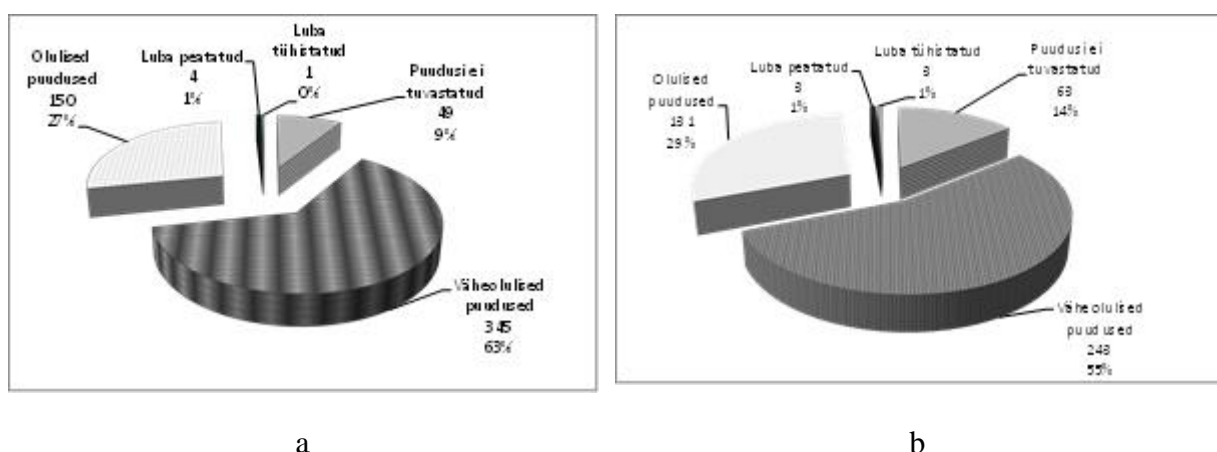 Olulised
puudused
150
27%
Luba peatatud
4
1%
Luba
tühistatud
1
0%
Puudusi ei
tuvastatud
49
9%
Väheolulised
puudused
345
63%
Olulised
puudused
131
29%
Luba peatatud
3
1%
Luba tühistatud
3
1%
Puudusi ei
tuvastatud
63
14%
Väheolulised
puudused
248
55%
a
b